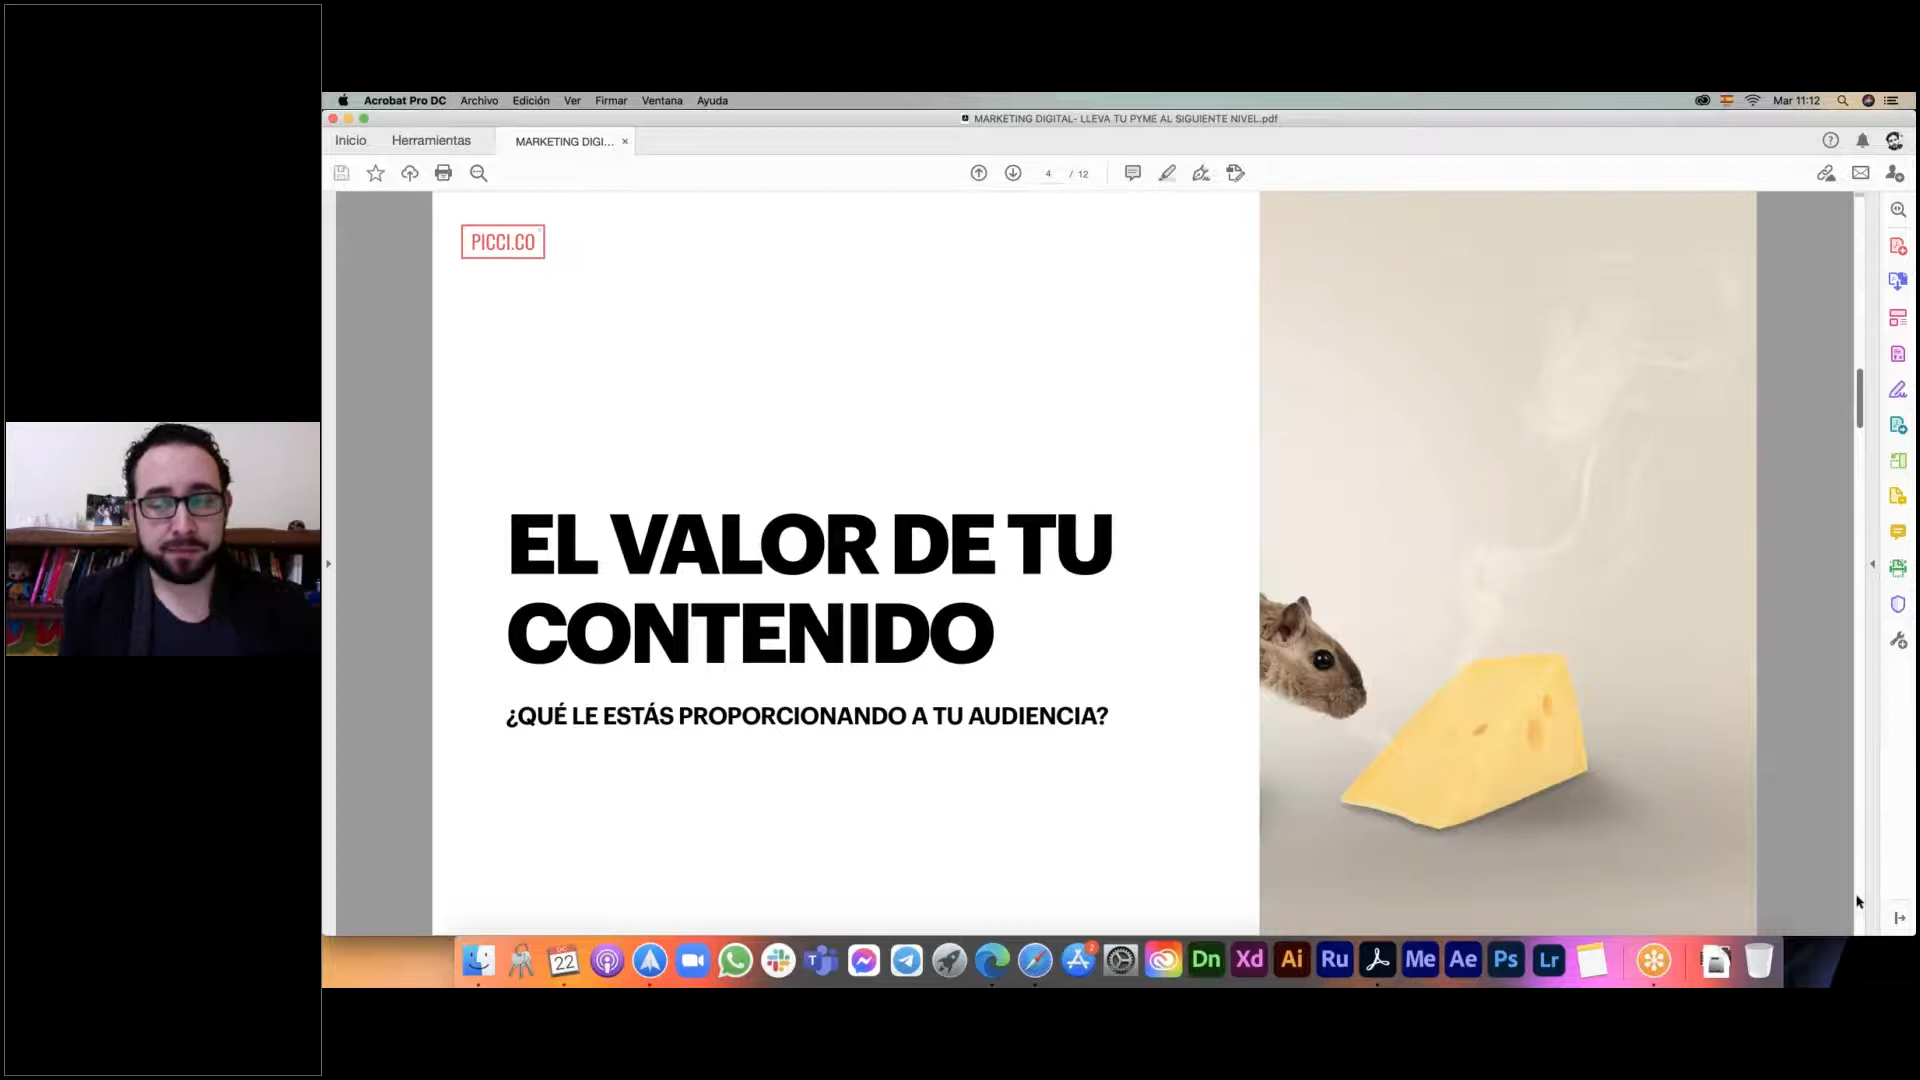 Acrobat Pro DC Archivo Edición Ver Firmar Ventana Ayuda
Mar 11:12
MARKETING DIGITAL- LLEVA TU PYME AL SIGUIENTE NIVEL.pdf
Inicio Herramientas MARKETING DIGI... ×
4 / 12
PICCI.CO
EL VALOR DE TU
CONTENIDO
¿QUÉ LE ESTÁS PROPORCIONANDO A TU AUDIENCIA?
22
2
Dn Xd Ai Ru Me Ae Ps Lr